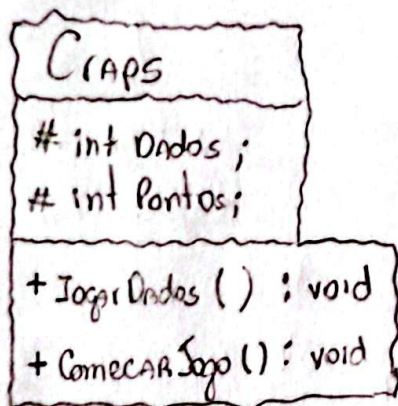 Craps
# int Dados;
# int Pontos;
+ JogarDados ( ) : void
+ ComecarJogo () : void